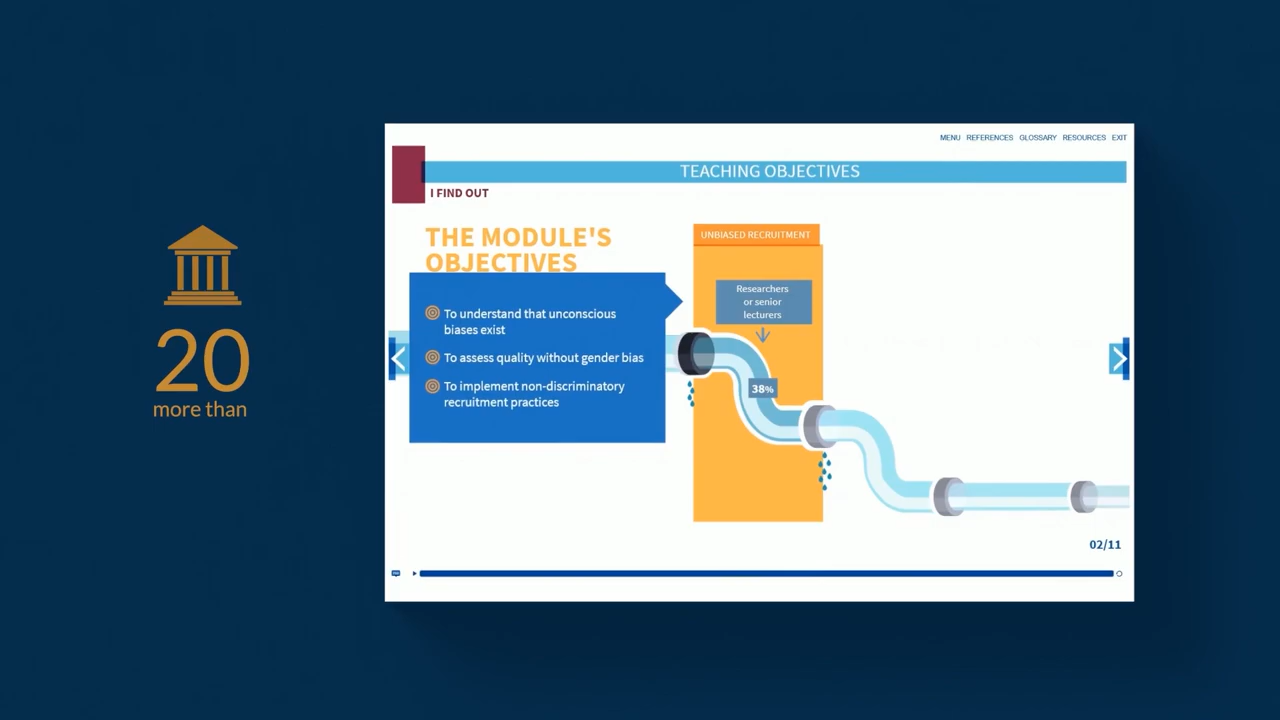 20
more than
MENU REFERENCES GLOSSARY RESOURCES EXIT
TEACHING OBJECTIVES
I FIND OUT
THE MODULE'S
OBJECTIVES
To understand that unconscious
biases exist
To assess quality without gender bias
To implement non-discriminatory
recruitment practices
UNBIASED RECRUITMENT
Researchers
or senior
lecturers
38%
02/11